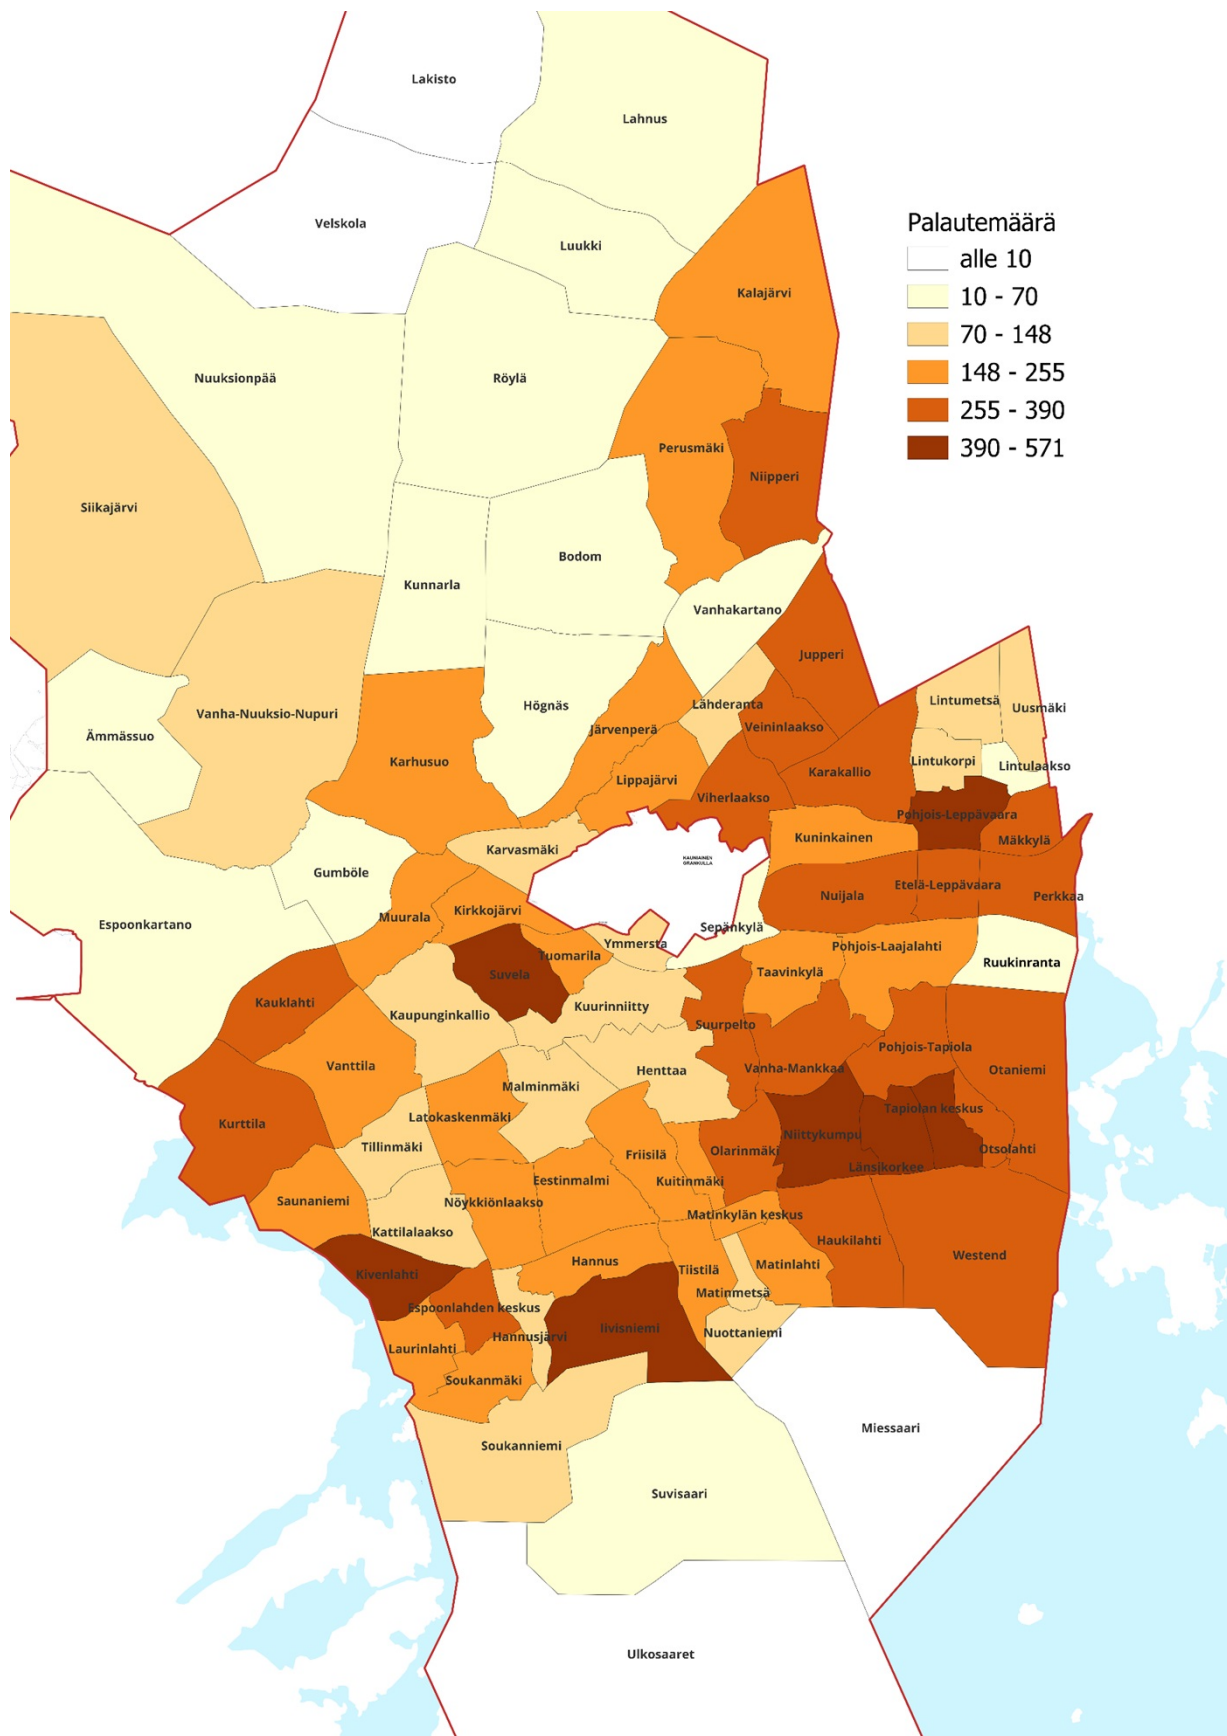 Lakisto
Lahnus
Velskola
Luukki
Palautemäärä
alle 10
10 - 70
70 - 148
148 - 255
255 - 390
390 - 571
Kalajärvi
Nuuksionpää
Röylä
Perusmäki
Niipperi
Siikajärvi
Bodom
Kunnarla
Vanhakartano
Jupperi
Högnäs
Lähderanta
Lintumetsä
Uusmäki
Vanha-Nuuksio-Nupuri
Ämmässuo
Järvenperä
Veininlaakso
Karhusuo
Lippajärvi
Karakallio
Lintukorpi
Lintulaakso
Viherlaakso
Pohjois-Leppävaara
Kuninkainen
Mäkkylä
Karvasmäki
KAUNIAINEN
GRANKULLA
Gumböle
Etelä-Leppävaara
Nuijala
Perkkaa
Espoonkartano
Muurala
Kirkkojärvi
Sepänkylä
Ymmersta
Pohjois-Laajalahti
Tuomarila
Ruukinranta
Suvela
Taavinkylä
Kauklahti
Kaupunginkallio
Kuurinniitty
Suurpelto
Pohjois-Tapiola
Vanttila
Henttaa
Vanha-Mankkaa
Otaniemi
Malminmäki
Latokaskenmäki
Tapiolan keskus
Kurttila
Niittykumpu
Tillinmäki
Olarinmäki
Otsolahti
Friisilä
Länsikorkee
Eestinmalmi
Kuitinmäki
Saunaniemi
Nöykkiönlaakso
Matinkylän keskus
Kattilalaakso
Haukilahti
Westend
Hannus
Matinlahti
Tiistilä
Kivenlahti
Matinmetsä
Espoonlahden keskus
Iivisniemi
Nuottaniemi
Hannusjärvi
Laurinlahti
Soukanmäki
Miessaari
Soukanniemi
Suvisaari
Ulkosaaret